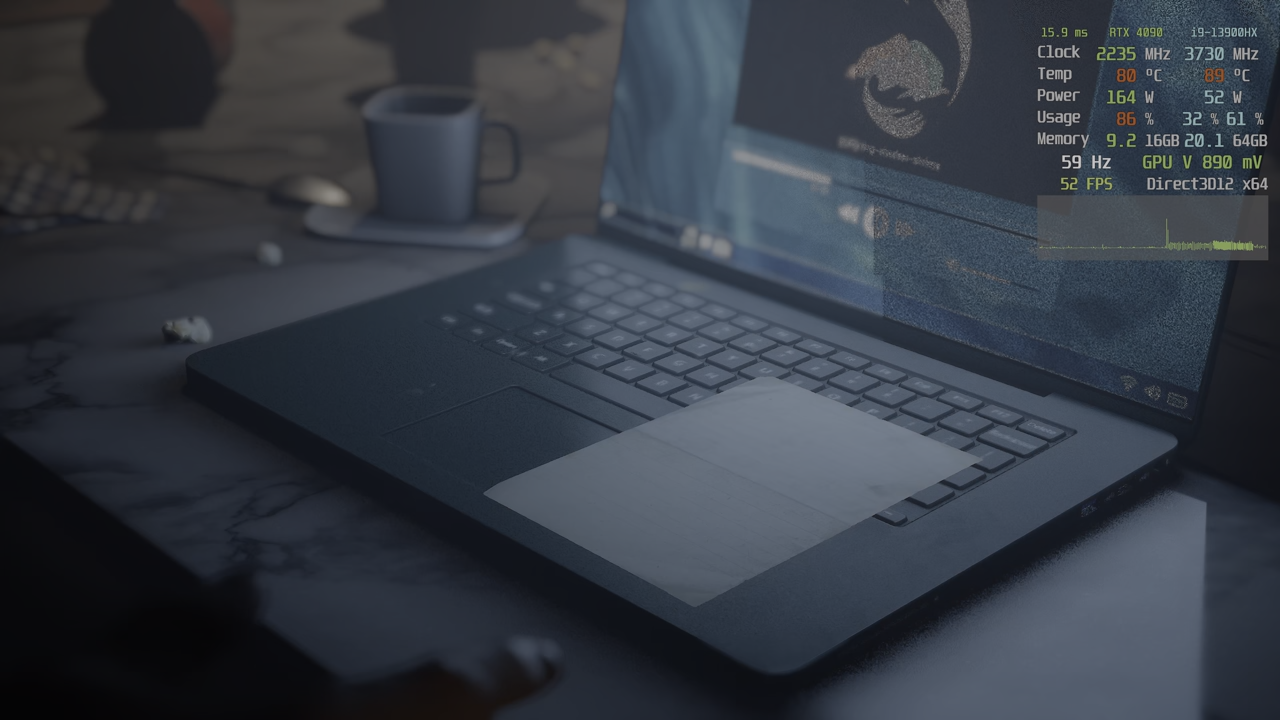 15.9 ms RTX 4090 i9-13900HX
Clock 2235 MHz 3730 MHz
Temp 80 ºC 89 ºC
Power 164 W 52 W
Usage 86 % 32 % 61 %
Memory 9.2 16GB 20.1 64GB
59 Hz GPU V 890 mV
52 FPS Direct3D12 x64